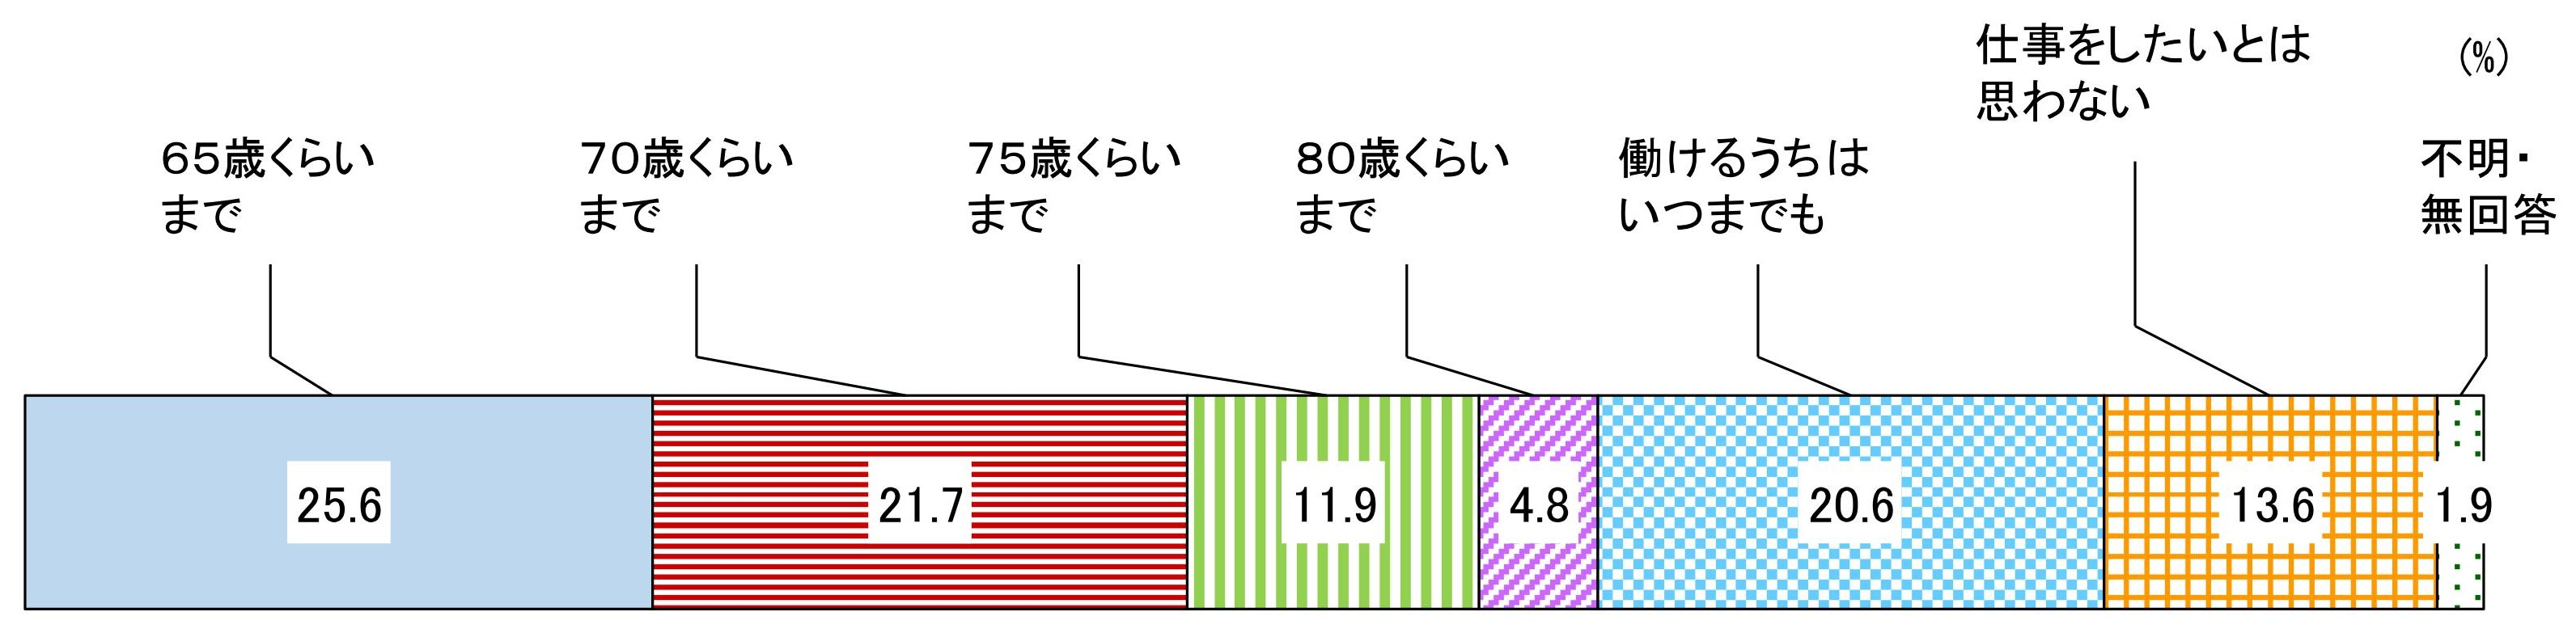 65歳くらい
まで
70歳くらい
まで
75歳くらい
まで
80歳くらい
まで
働けるうちは
いつまでも
仕事をしたいとは
思わない
(%)
不明・
無回答
25.6
21.7
11.9
4.8
20.6
13.6
1.9